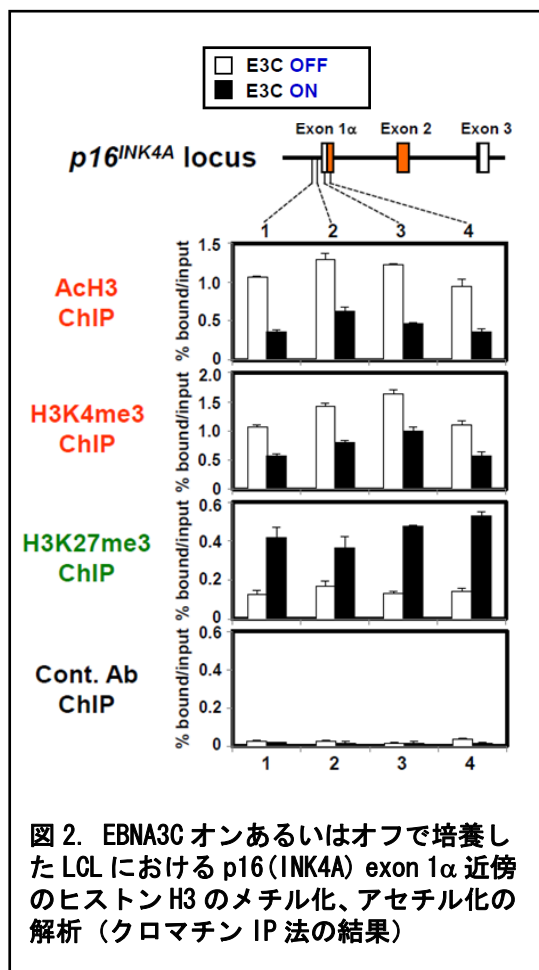 E3C OFF
E3C ON
Exon 1α Exon 2 Exon 3
p16INK4A locus
1 2 3 4
AcH3
ChIP
% bound/input
1.5
1.0
0.5
0
H3K4me3
ChIP
% bound/input
2.0
1.5
1.0
0.5
0
H3K27me3
ChIP
% bound/input
0.6
0.4
0.2
0
Cont. Ab
ChIP
% bound/input
0.6
0.4
0.2
0
1 2 3 4
図 2. EBNA3C オンあるいはオフで培養し
た LCL における p16(INK4A) exon 1α 近傍
のヒストン H3 のメチル化、アセチル化の
解析（クロマチン IP 法の結果）